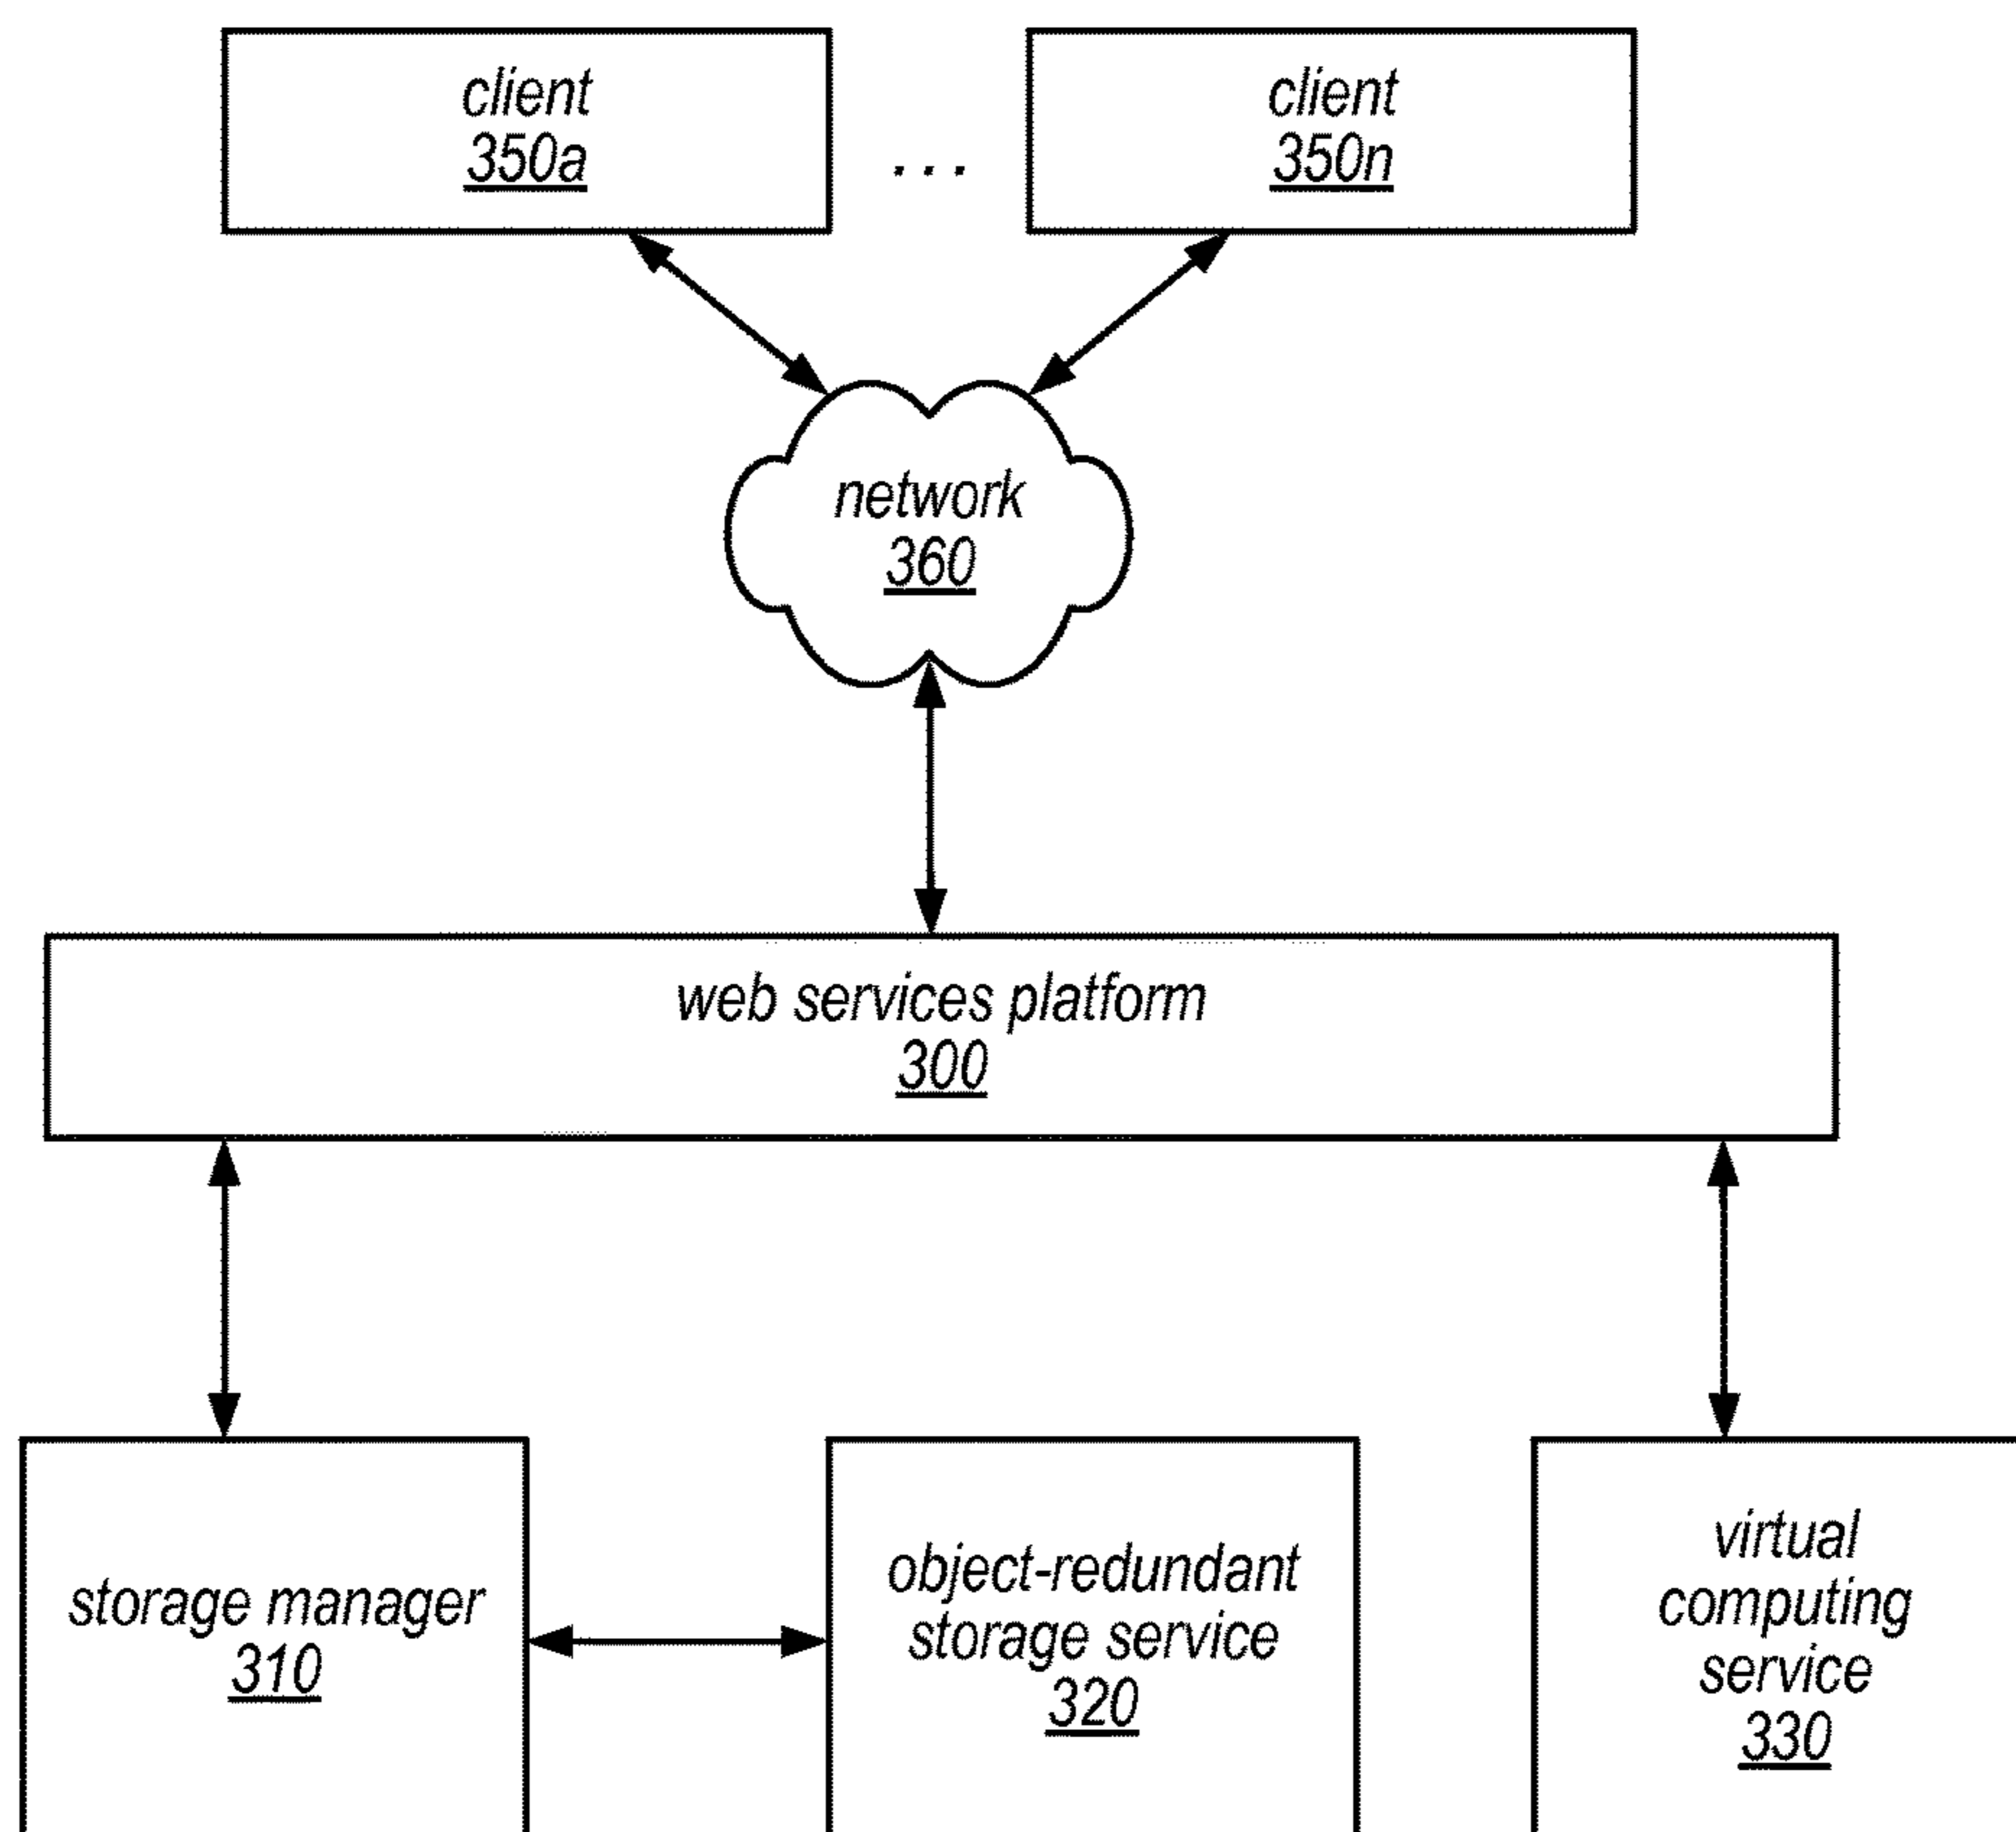 client
350a
. . .
client
350n
network
360
web services platform
300
storage manager
310
object-redundant
storage service
320
virtual
computing
service
330